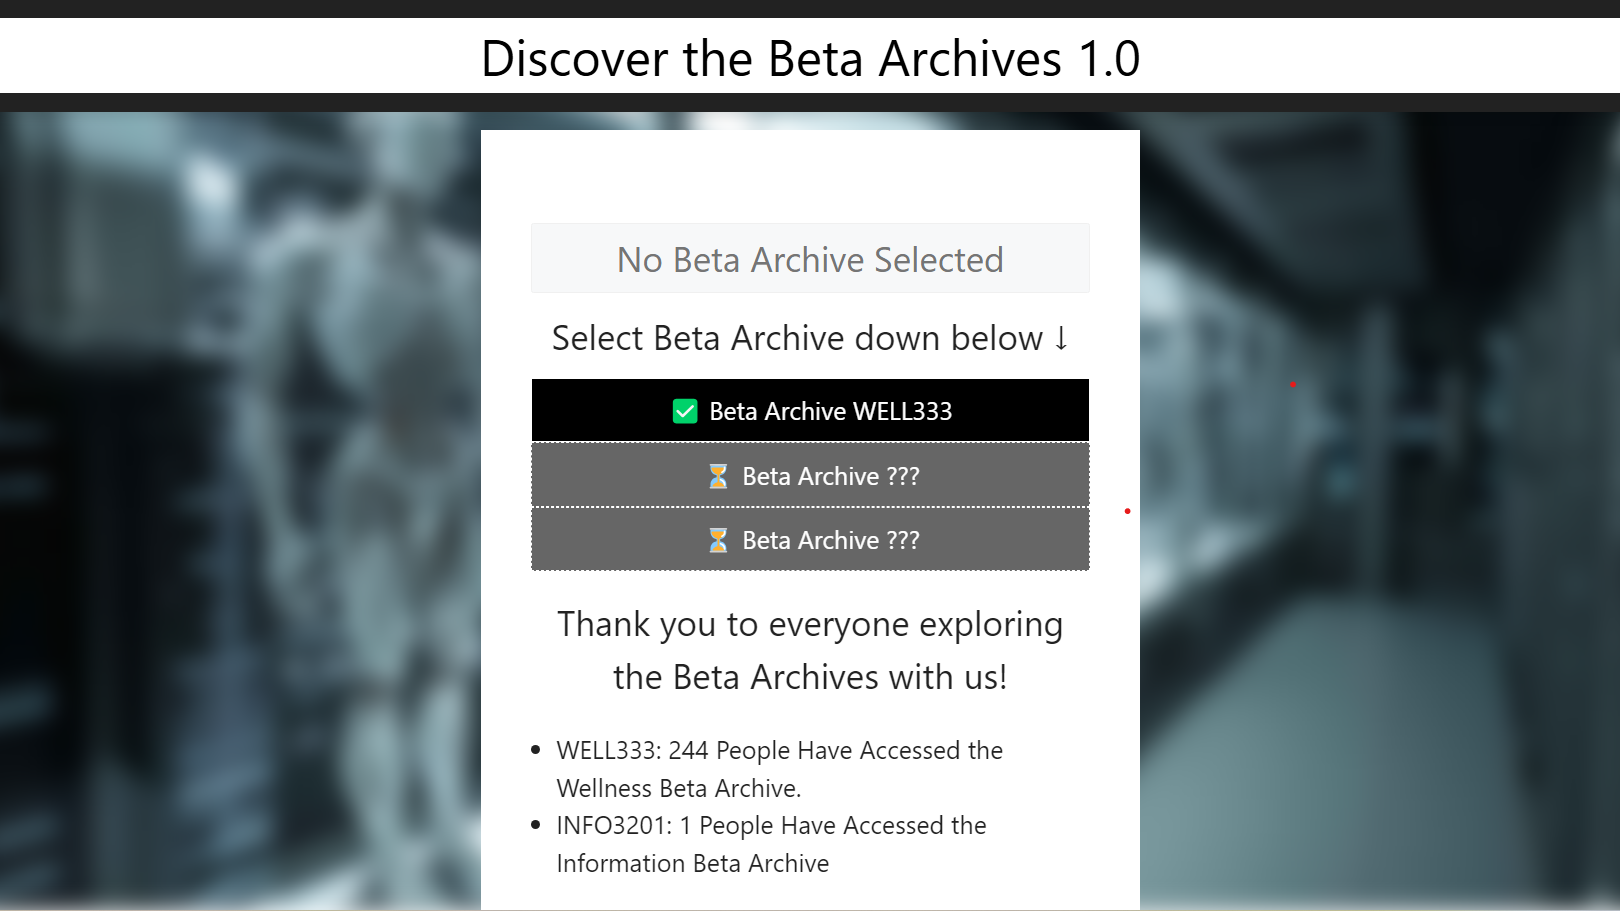 Discover the Beta Archives 1.0
No Beta Archive Selected
Select Beta Archive down below ↓
✅ Beta Archive WELL333
⏳ Beta Archive ???
⏳ Beta Archive ???
Thank you to everyone exploring
the Beta Archives with us!
• WELL333: 244 People Have Accessed the
Wellness Beta Archive.
• INFO3201: 1 People Have Accessed the
Information Beta Archive